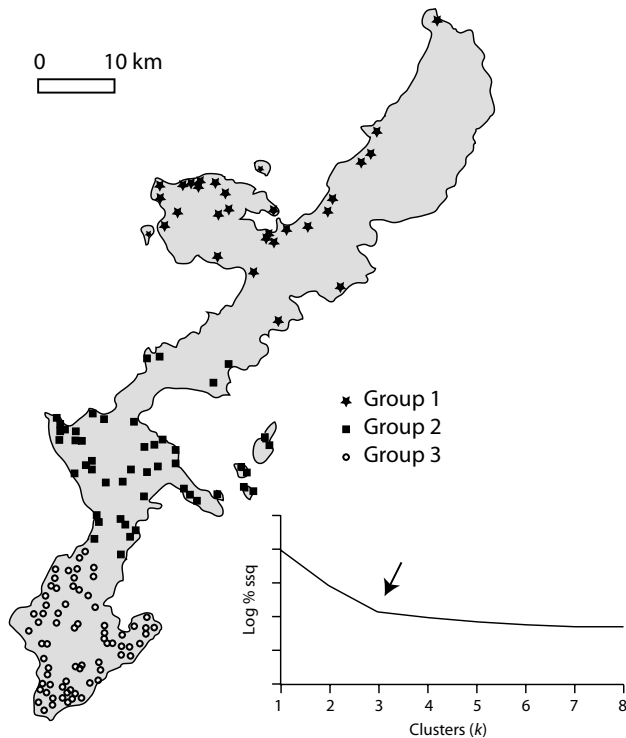 0 10 km
Group 1
Group 2
Group 3
Log % ssq
1 2 3 4 5 6 7 8
Clusters (k)